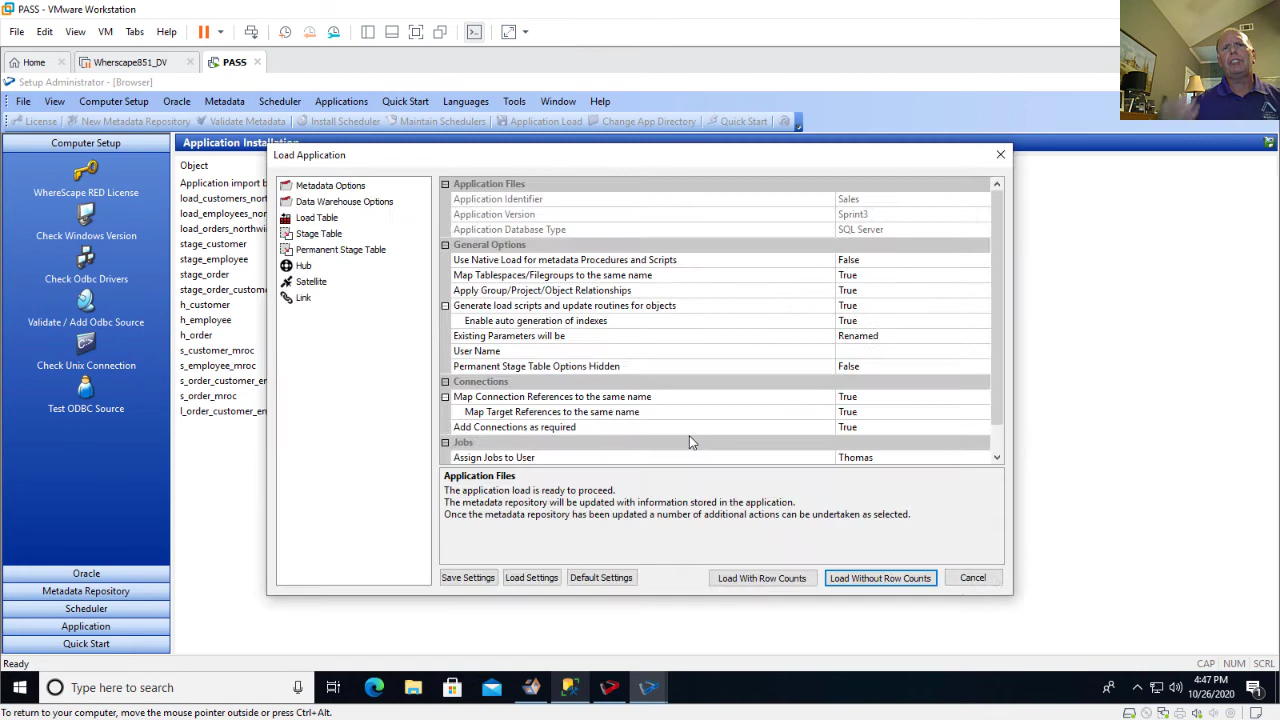 PASS - VMware Workstation
File Edit View VM Tabs Help
Home Wherscape851_DV PASS
Setup Administrator - [Browser]
File View Computer Setup Oracle Metadata Scheduler Applications Quick Start Languages Tools Window Help
License New Metadata Repository Validate Metadata Install Scheduler Maintain Schedulers Application Load Change App Directory Quick Start
Computer Setup
WhereScape RED License
Check Windows Version
Check Odbc Drivers
Validate / Add Odbc Source
Check Unix Connection
Test ODBC Source
Oracle
Metadata Repository
Scheduler
Application
Quick Start
Application Installation
Object
Application import b
load_customers_nort
load_employees_nor
load_orders_northwi
stage_customer
stage_employee
stage_order
stage_order_custom
h_customer
h_employee
h_order
s_customer_mroc
s_employee_mroc
s_order_customer_en
s_order_mroc
l_order_customer_em
Load Application
Metadata Options
Data Warehouse Options
Load Table
Stage Table
Permanent Stage Table
Hub
Satellite
Link
Application Files
Application Identifier Sales
Application Version Sprint3
Application Database Type SQL Server
General Options
Use Native Load for metadata Procedures and Scripts False
Map Tablespaces/Filegroups to the same name True
Apply Group/Project/Object Relationships True
Generate load scripts and update routines for objects True
Enable auto generation of indexes True
Existing Parameters will be Renamed
User Name
Permanent Stage Table Options Hidden False
Connections
Map Connection References to the same name True
Map Target References to the same name True
Add Connections as required True
Jobs
Assign Jobs to User Thomas
Application Files
The application load is ready to proceed.
The metadata repository will be updated with information stored in the application.
Once the metadata repository has been updated a number of additional actions can be undertaken as selected.
Save Settings Load Settings Default Settings Load With Row Counts Load Without Row Counts Cancel
Ready CAP NUM SCRL
Type here to search
4:47 PM
10/26/2020
1
To return to your computer, move the mouse pointer outside or press Ctrl+Alt.